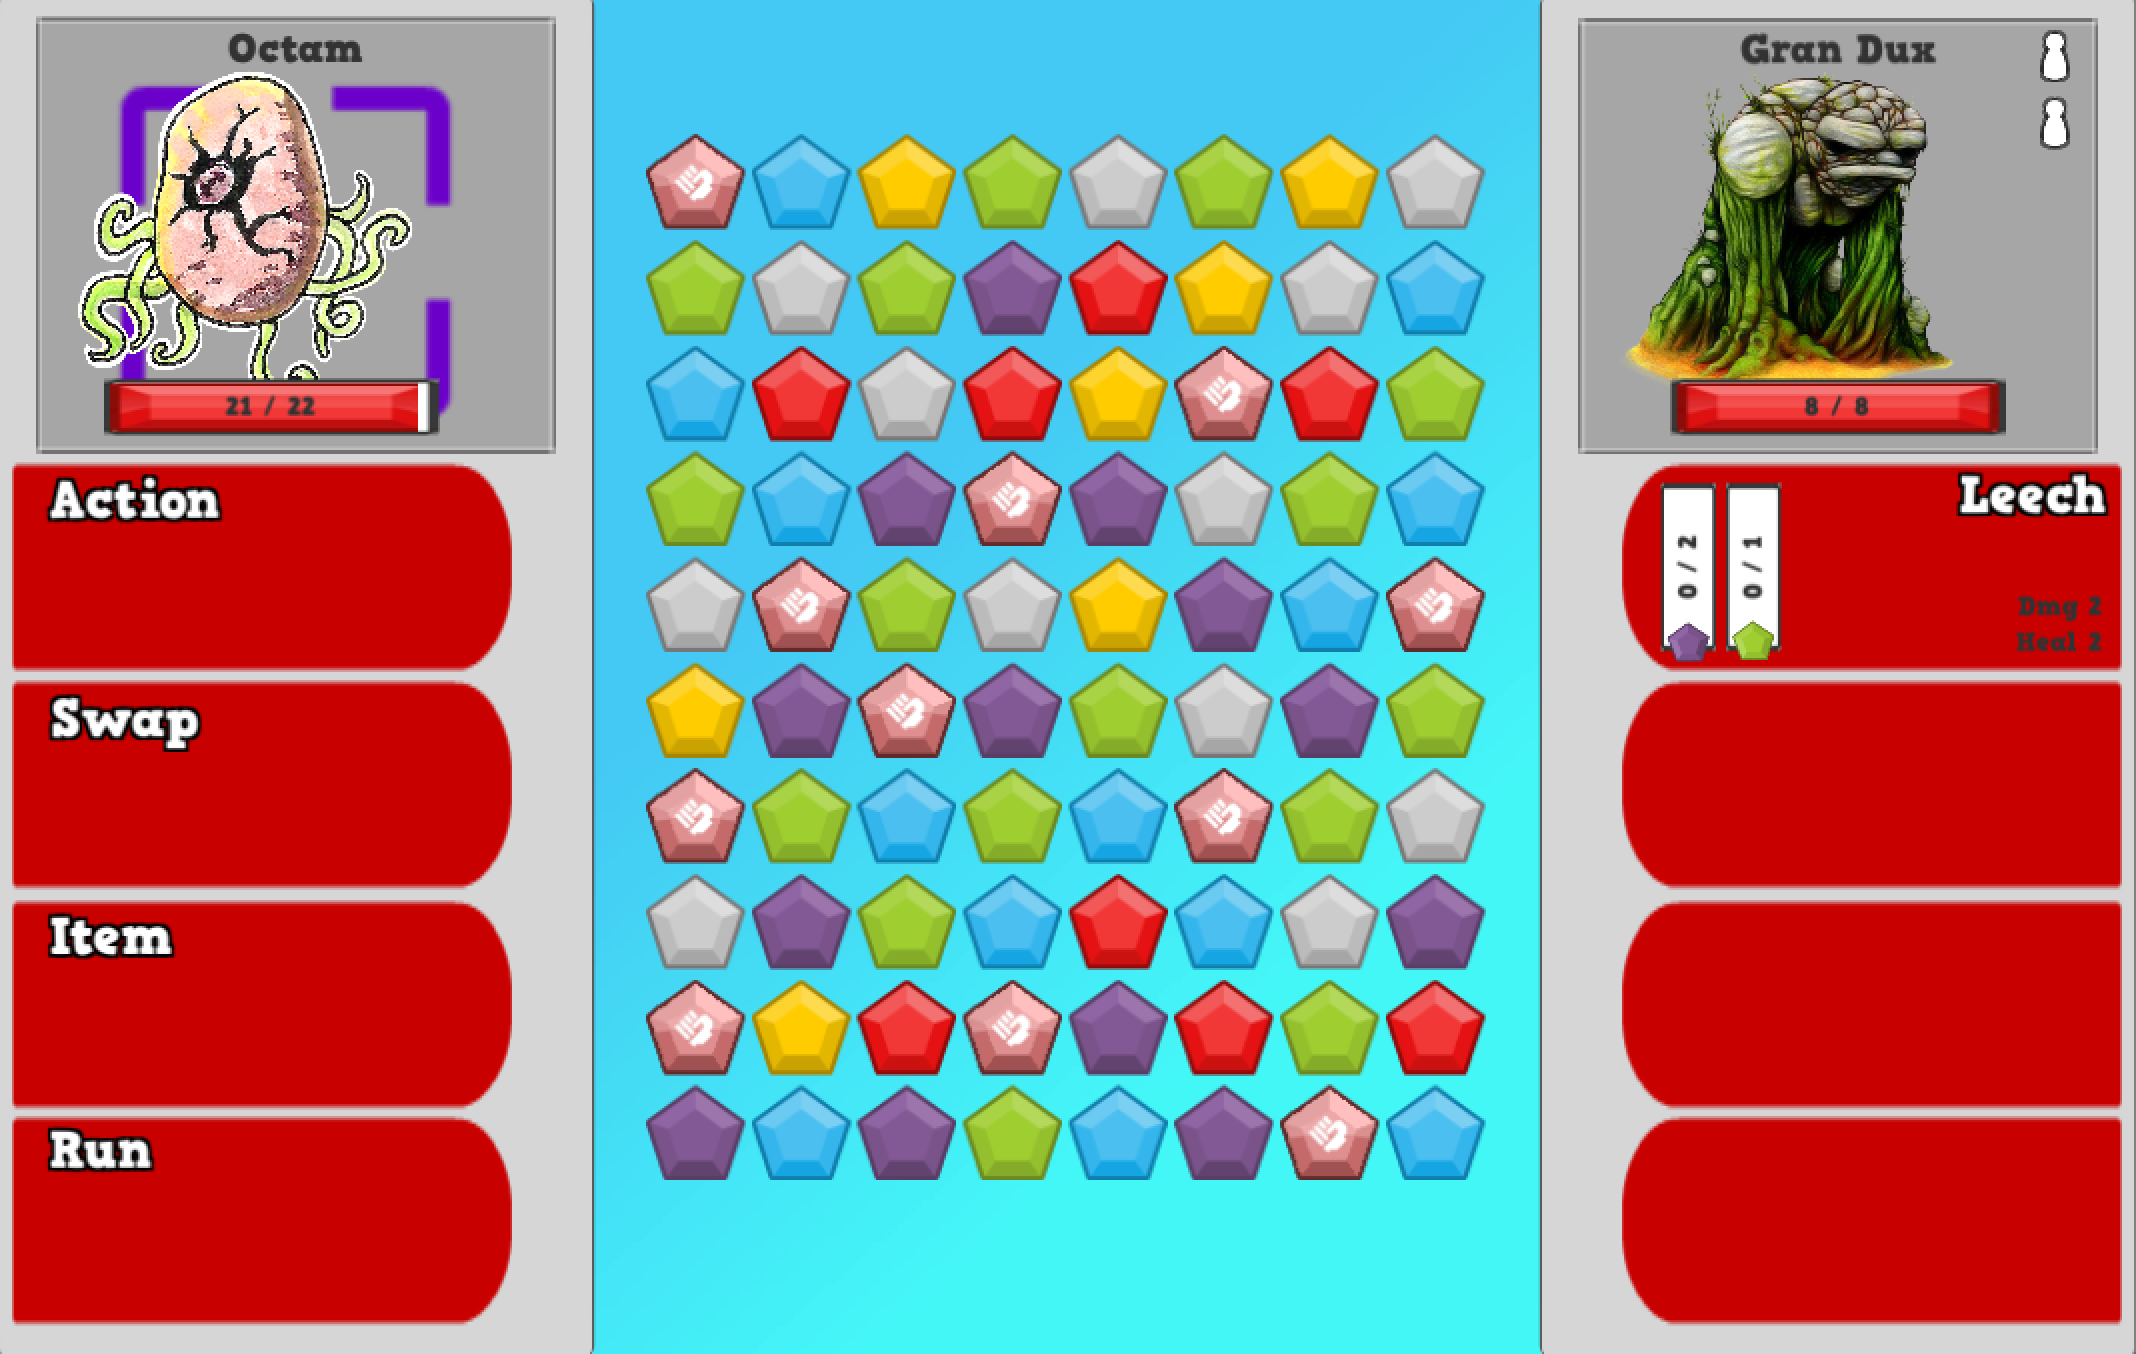 Octam
21 / 22
Action
Swap
Item
Run
Gran Dux
8 / 8
Leech
0 / 2
0 / 1
Dmg 2
Heal 2